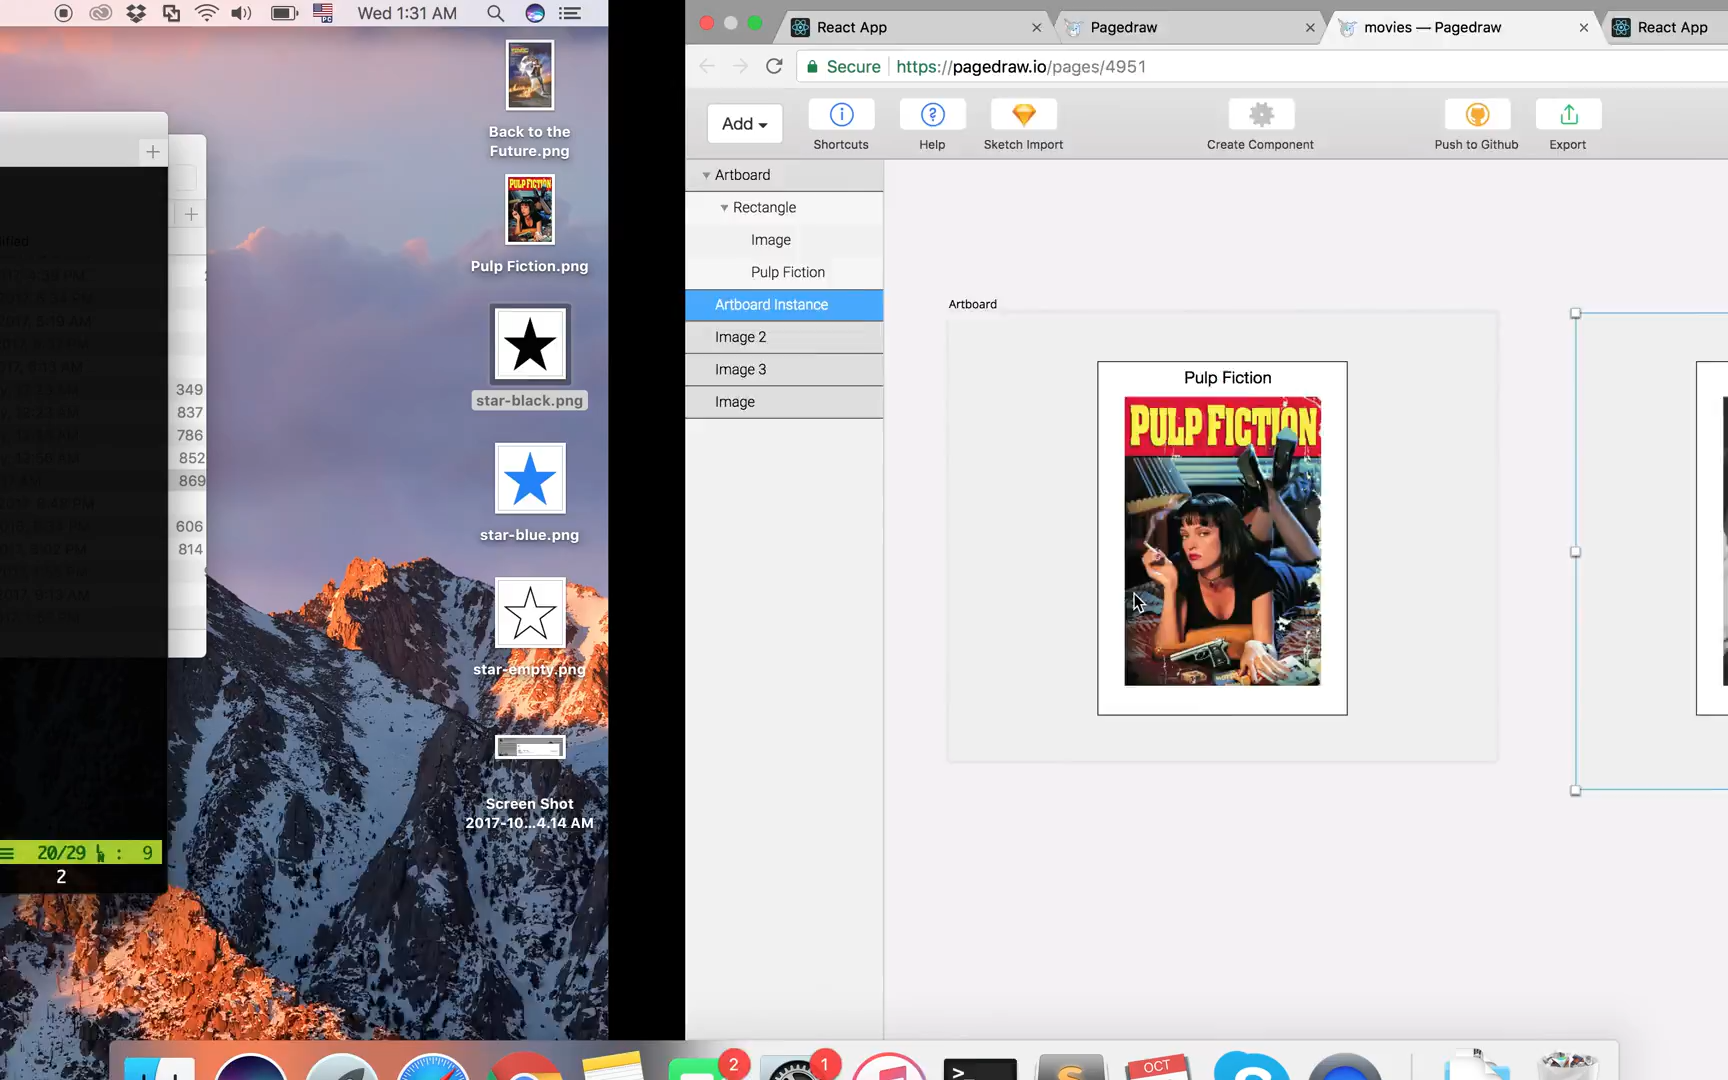 Wed 1:31 AM
Back to the
Future.png
Pulp Fiction.png
star-black.png
star-blue.png
star-empty.png
Screen Shot
2017-10...4.14 AM
349
837
786
852
869
606
814
20/29
: 9
2
React App
Pagedraw
movies — Pagedraw
React App
Secure
https://pagedraw.io/pages/4951
Add
Shortcuts
Help
Sketch Import
Create Component
Push to Github
Export
Artboard
Rectangle
Image
Pulp Fiction
Artboard Instance
Image 2
Image 3
Image
Artboard
Pulp Fiction
PULP FICTION
2
1
OCT